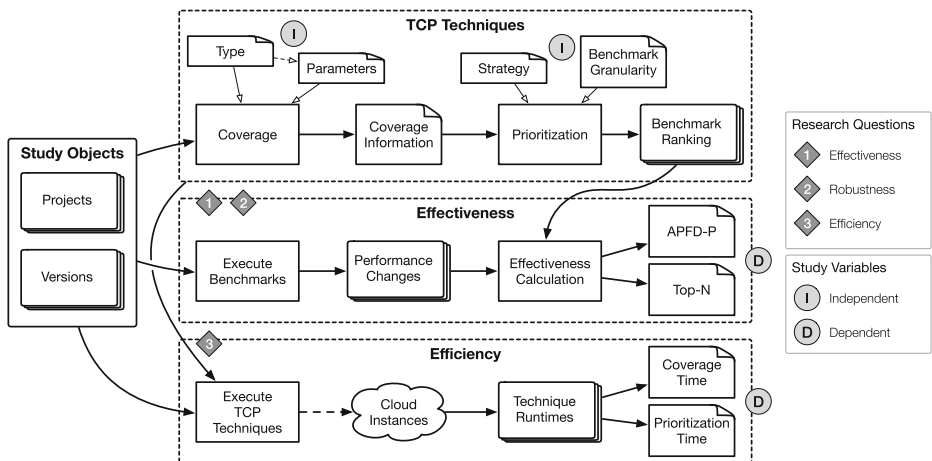 TCP Techniques
I
I
Type
Parameters
Strategy
Benchmark
Granularity
Coverage
Coverage
Information
Prioritization
Benchmark
Ranking
Study Objects
Projects
Versions
1
2
Effectiveness
Execute
Benchmarks
Performance
Changes
Effectiveness
Calculation
APFD-P
Top-N
D
3
Efficiency
Execute
TCP
Techniques
Cloud
Instances
Technique
Runtimes
Coverage
Time
Prioritization
Time
D
Research Questions
1 Effectiveness
2 Robustness
3 Efficiency
Study Variables
I Independent
D Dependent